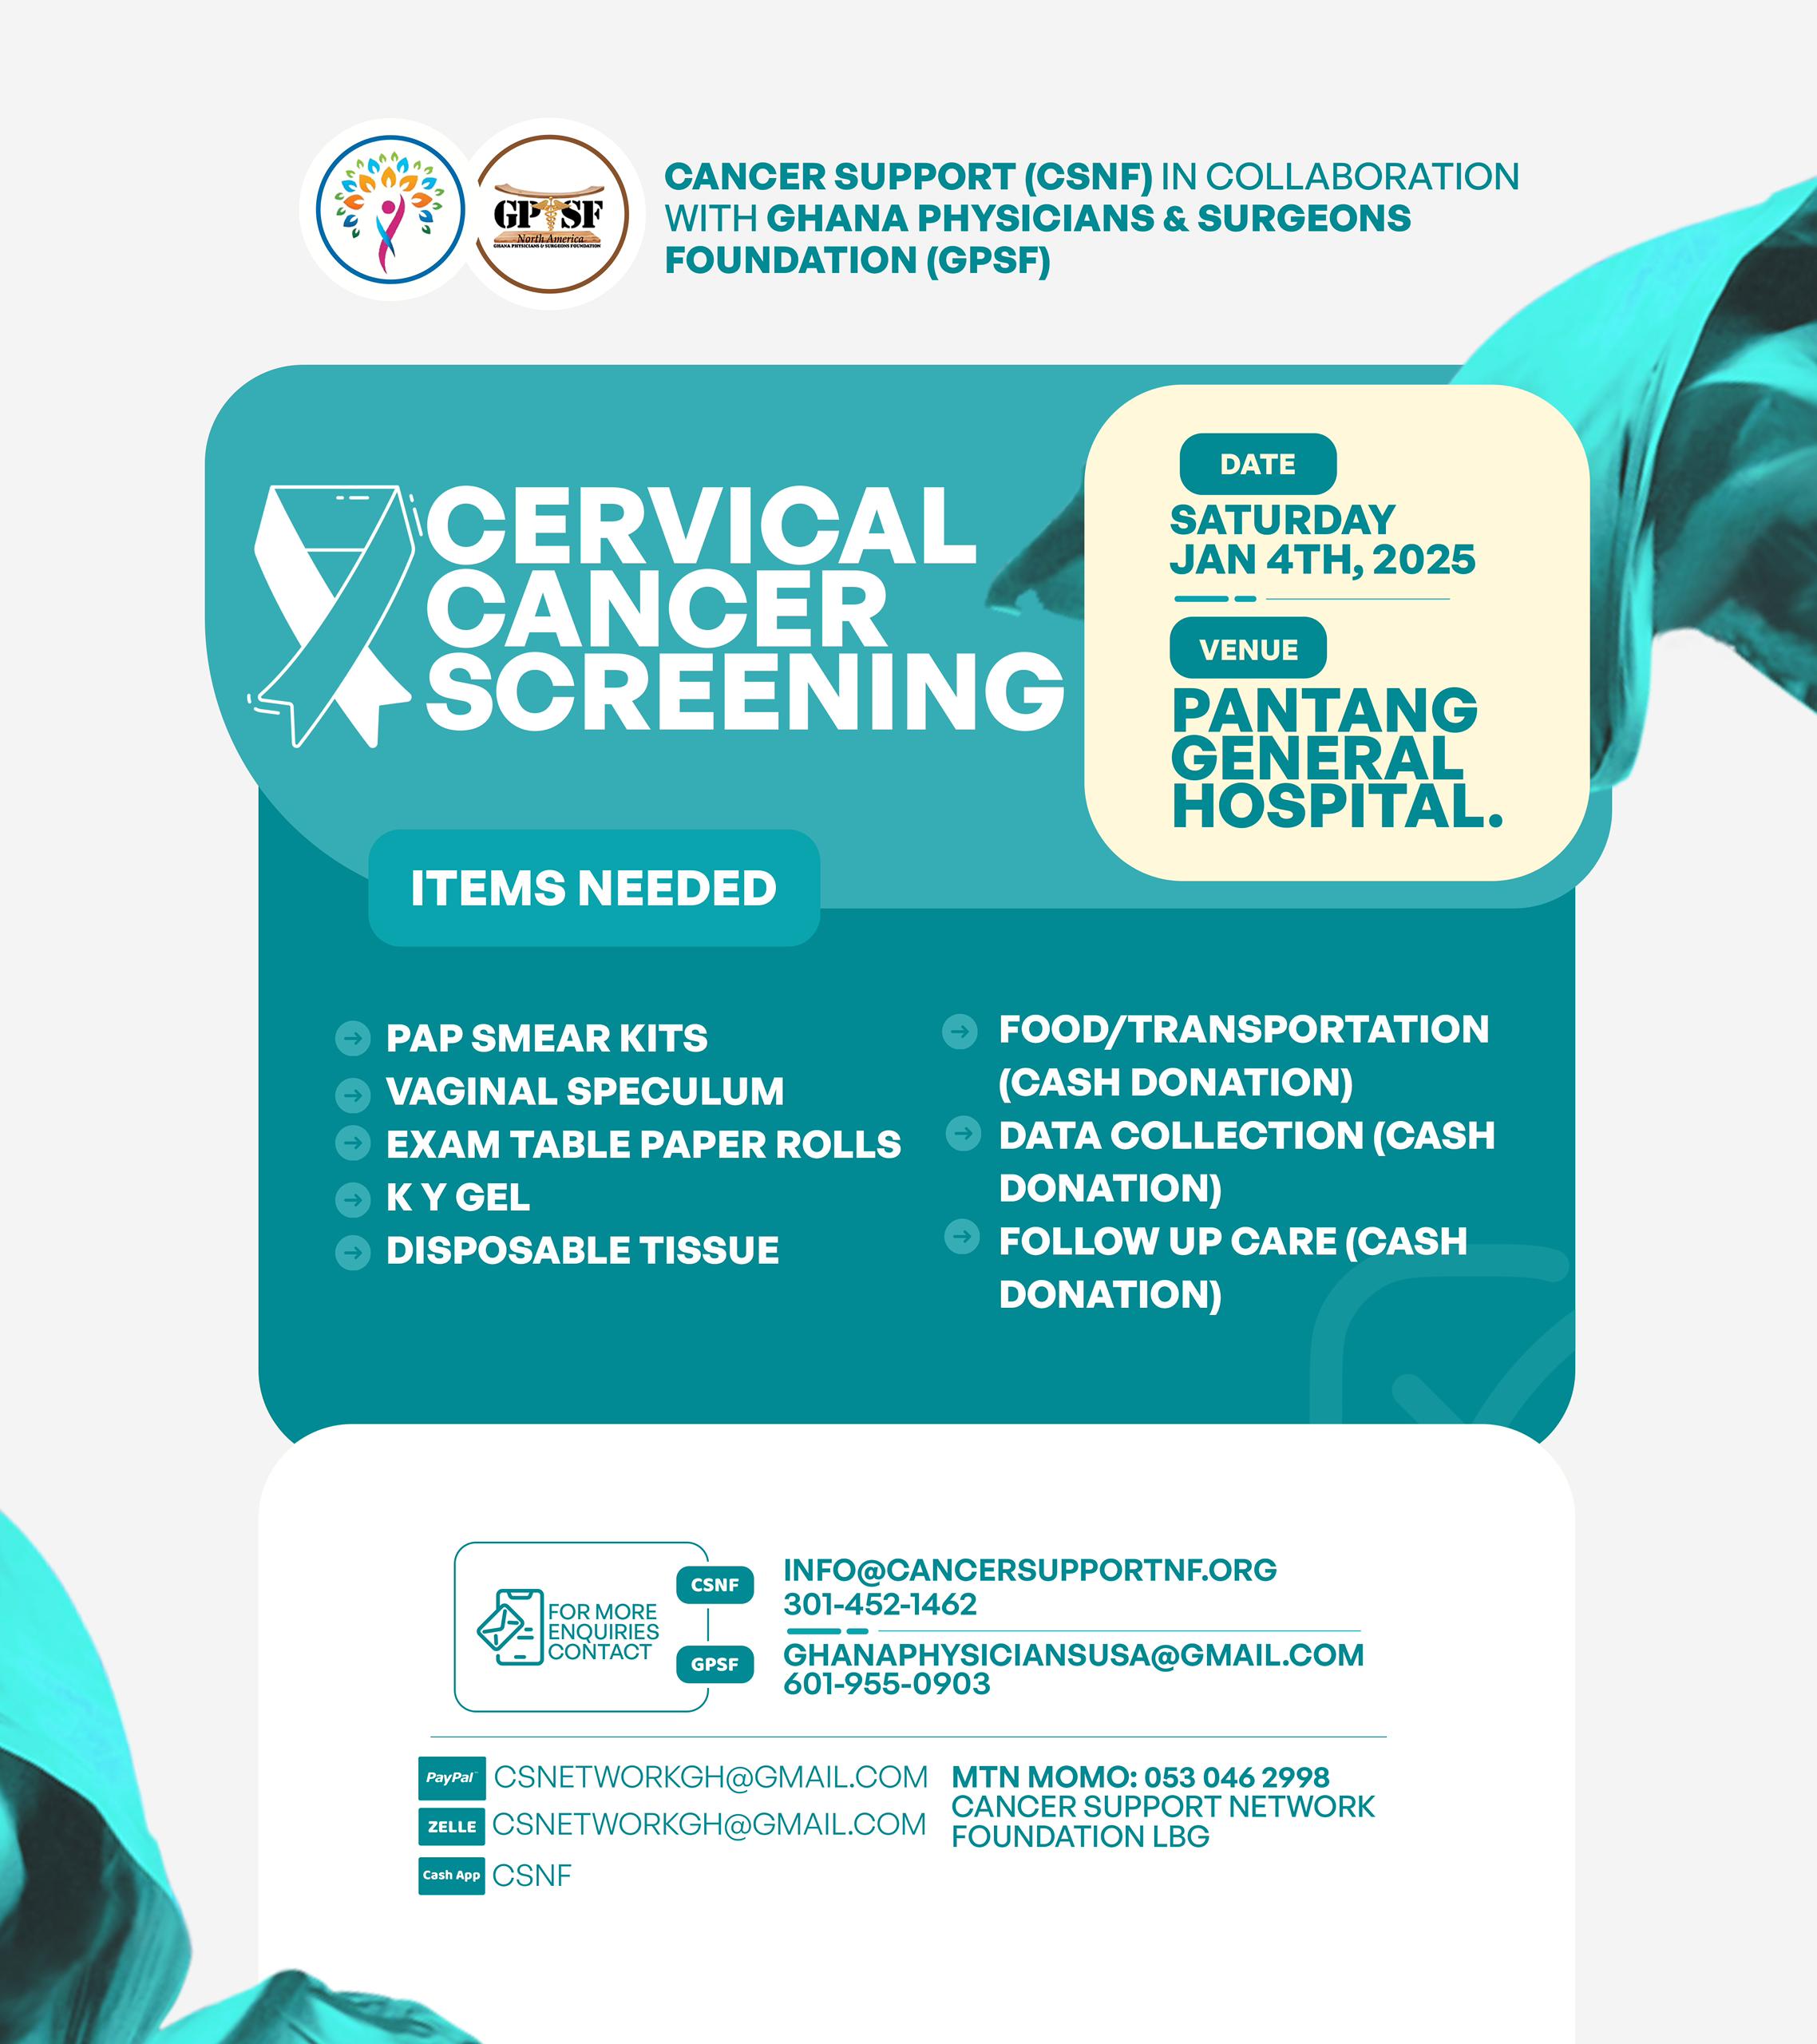 GPSF
North America
GHANA PHYSICIANS & SURGEONS FOUNDATION
CANCER SUPPORT (CSNF) IN COLLABORATION
WITH GHANA PHYSICIANS & SURGEONS
FOUNDATION (GPSF)
CERVICAL
CANCER
SCREENING
DATE
SATURDAY
JAN 4TH, 2025
VENUE
PANTANG
GENERAL
HOSPITAL.
ITEMS NEEDED
PAP SMEAR KITS
VAGINAL SPECULUM
EXAM TABLE PAPER ROLLS
K Y GEL
DISPOSABLE TISSUE
FOOD/TRANSPORTATION
(CASH DONATION)
DATA COLLECTION (CASH
DONATION)
FOLLOW UP CARE (CASH
DONATION)
FOR MORE
ENQUIRIES
CONTACT
CSNF
INFO@CANCERSUPPORTNF.ORG
301-452-1462
GPSF
GHANAPHYSICIANSUSA@GMAIL.COM
601-955-0903
PayPal CSNETWORKGH@GMAIL.COM
ZELLE CSNETWORKGH@GMAIL.COM
Cash App CSNF
MTN MOMO: 053 046 2998
CANCER SUPPORT NETWORK
FOUNDATION LBG